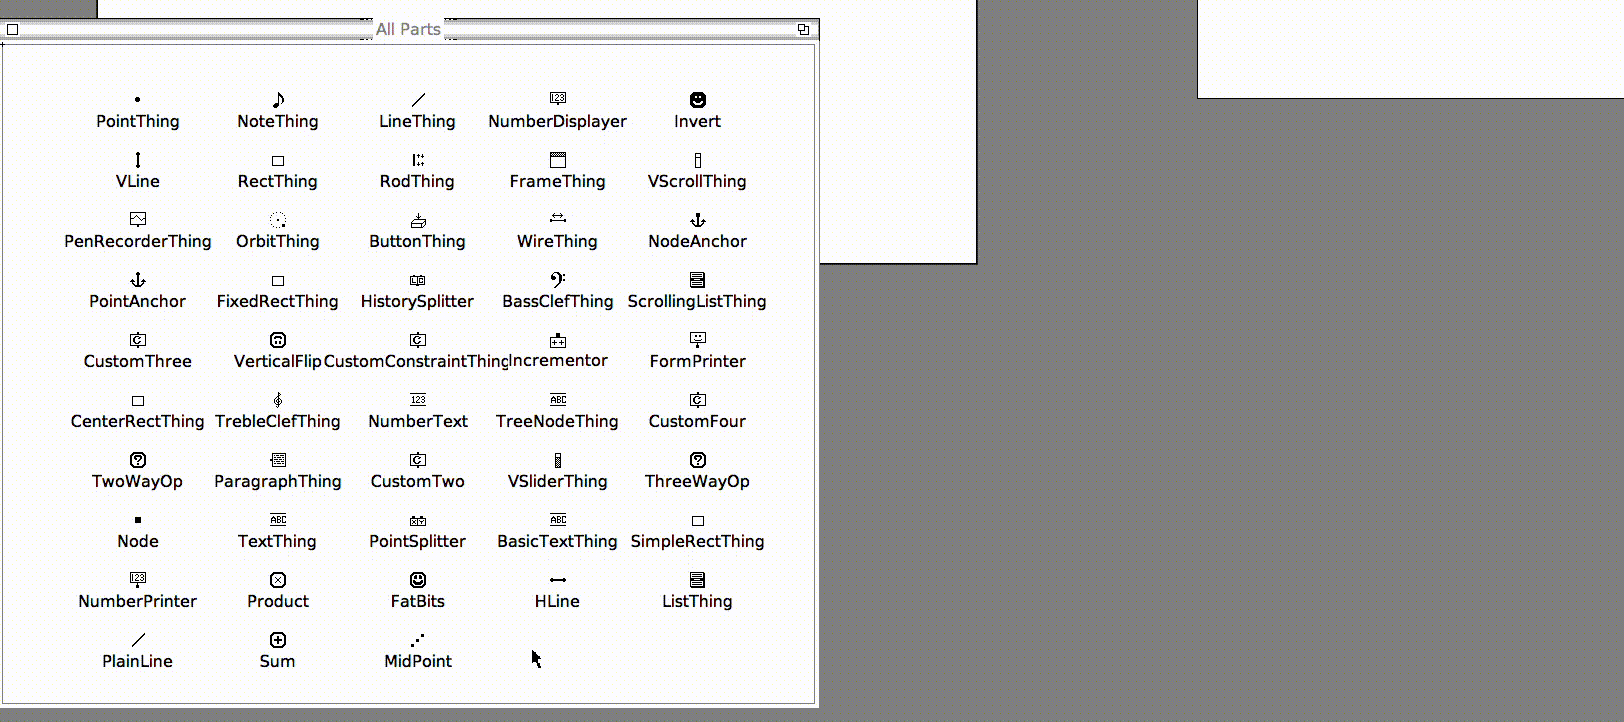 All Parts
PointThing NoteThing LineThing NumberDisplayer Invert
VLine RectThing RodThing FrameThing VScrollThing
PenRecorderThing OrbitThing ButtonThing WireThing NodeAnchor
PointAnchor FixedRectThing HistorySplitter BassClefThing ScrollingListThing
CustomThree VerticalFlip CustomConstraintThing Incrementor FormPrinter
CenterRectThing TrebleClefThing NumberText TreeNodeThing CustomFour
TwoWayOp ParagraphThing CustomTwo VSliderThing ThreeWayOp
Node TextThing PointSplitter BasicTextThing SimpleRectThing
NumberPrinter Product FatBits HLine ListThing
PlainLine Sum MidPoint